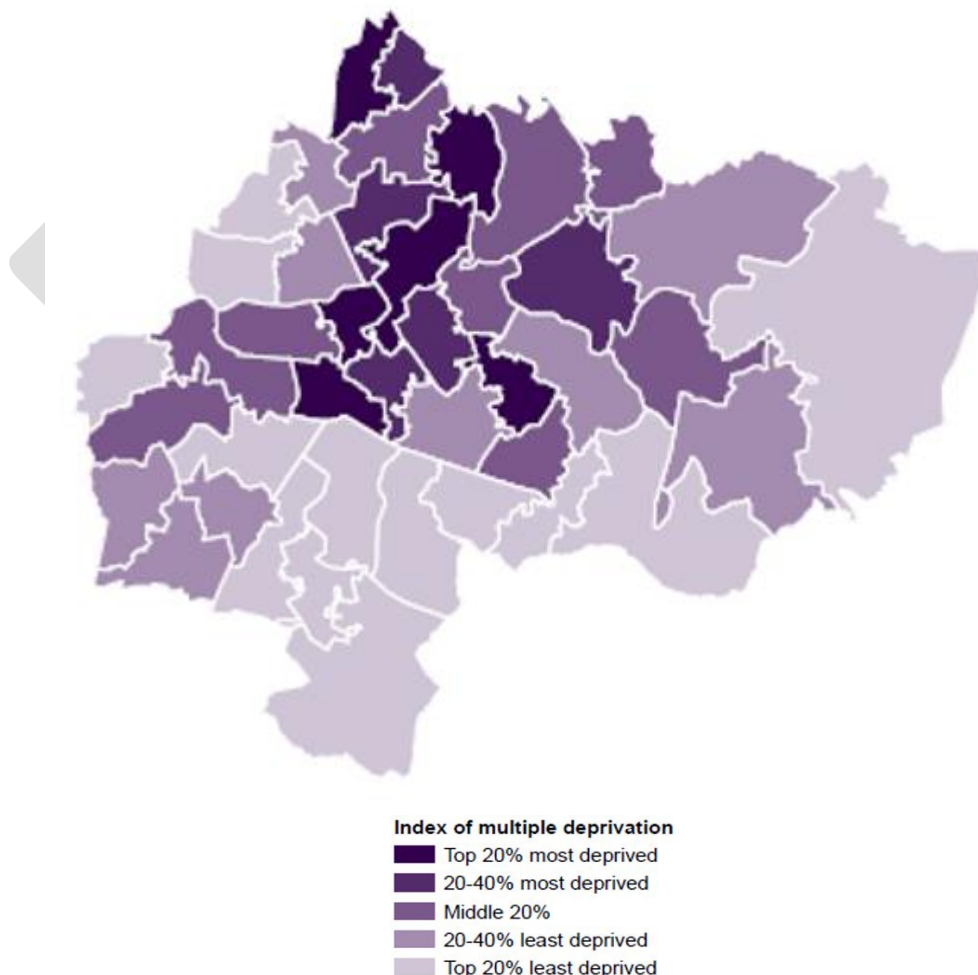 Index of multiple deprivation
Top 20% most deprived
20-40% most deprived
Middle 20%
20-40% least deprived
Top 20% least deprived